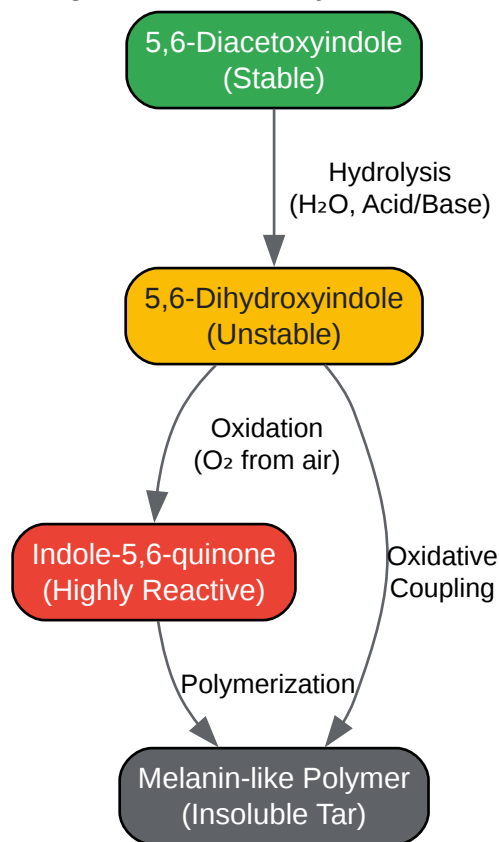 5,6-Diacetoxyindole
(Stable)
Hydrolysis
(H₂O, Acid/Base)
5,6-Dihydroxyindole
(Unstable)
Oxidation
(O₂ from air)
Indole-5,6-quinone
(Highly Reactive)
Oxidative
Coupling
Polymerization
Melanin-like Polymer
(Insoluble Tar)